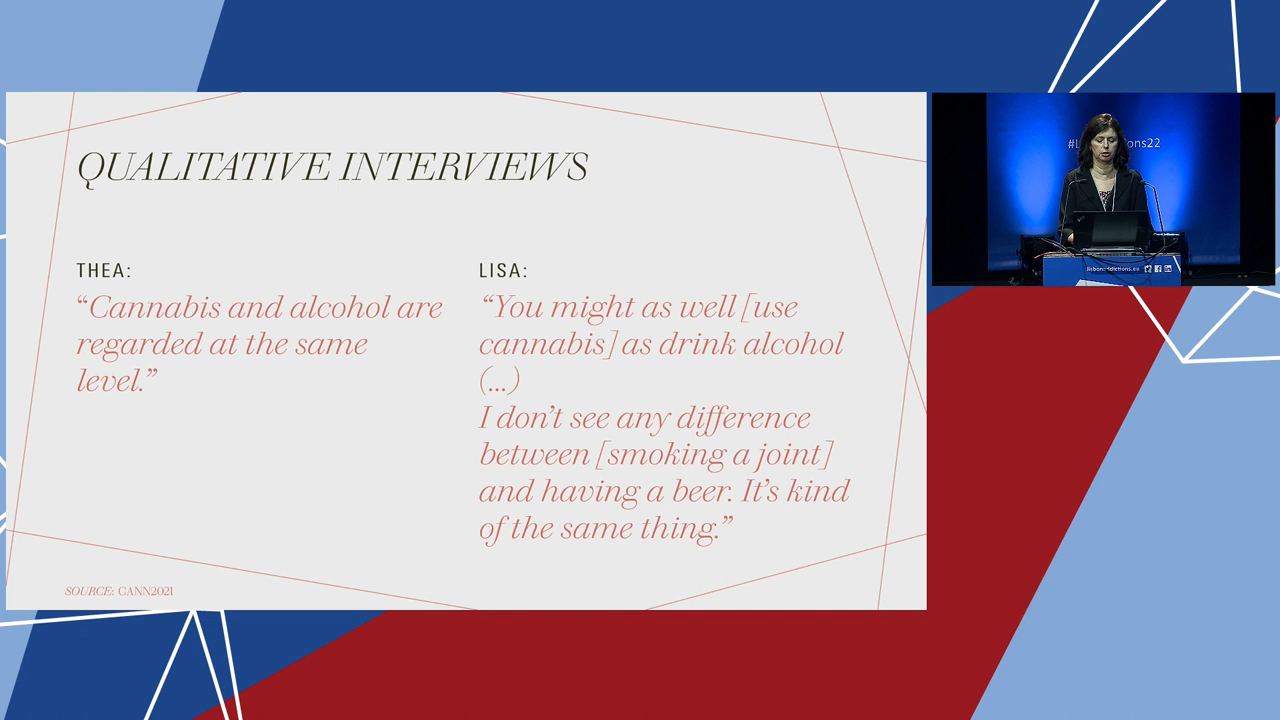 QUALITATIVE INTERVIEWS
THEA:
“Cannabis and alcohol are
regarded at the same
level.”
LISA:
“You might as well [use
cannabis] as drink alcohol
(...)
I don’t see any difference
between [smoking a joint]
and having a beer. It’s kind
of the same thing.”
SOURCE: CANN2021